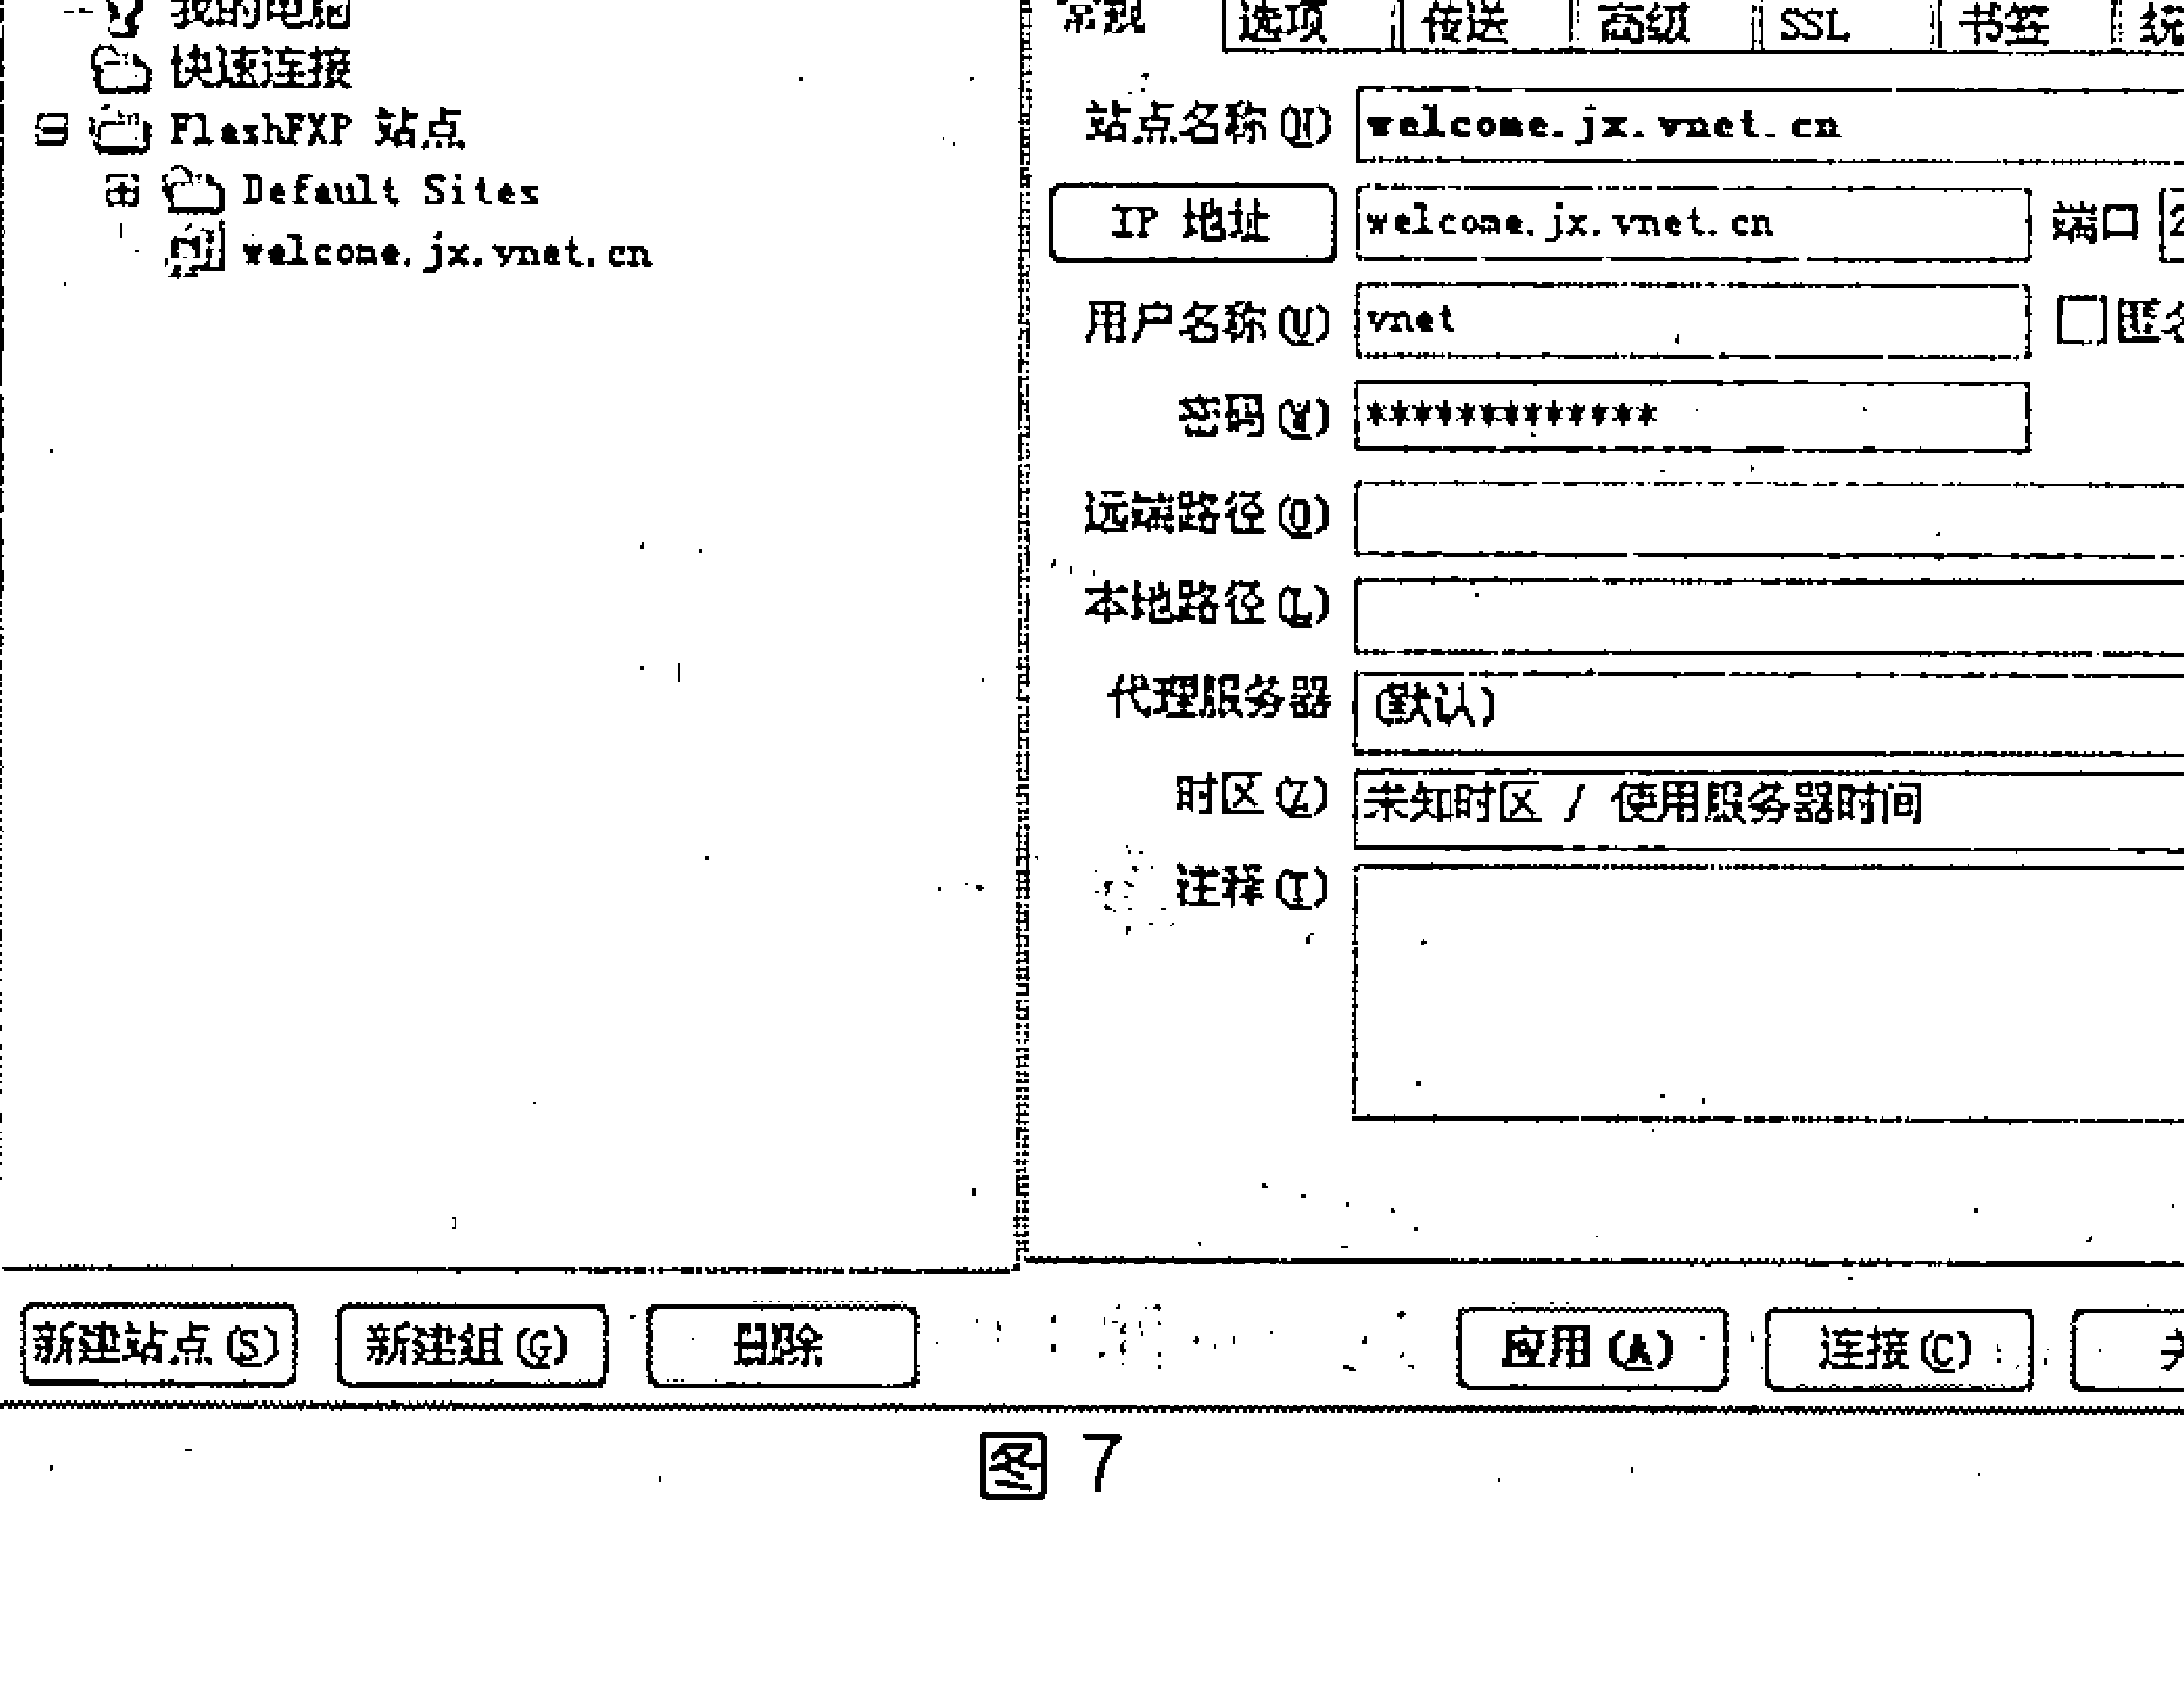 我的电脑
快速连接
FlashFXP 站点
Default Sites
welcome.jx.vnet.cn
常规 选项 传送 高级 SSL 书签
站点名称(N) welcome.jx.vnet.cn
IP 地址 welcome.jx.vnet.cn 端口 2
用户名称(U) vnet 匿名
密码(W) *************
远端路径(O)
本地路径(L)
代理服务器 (默认)
时区(Z) 未知时区 / 使用服务器时间
注释(T)
新建站点(S) 新建组(G) 删除 应用(A) 连接(C)
图 7